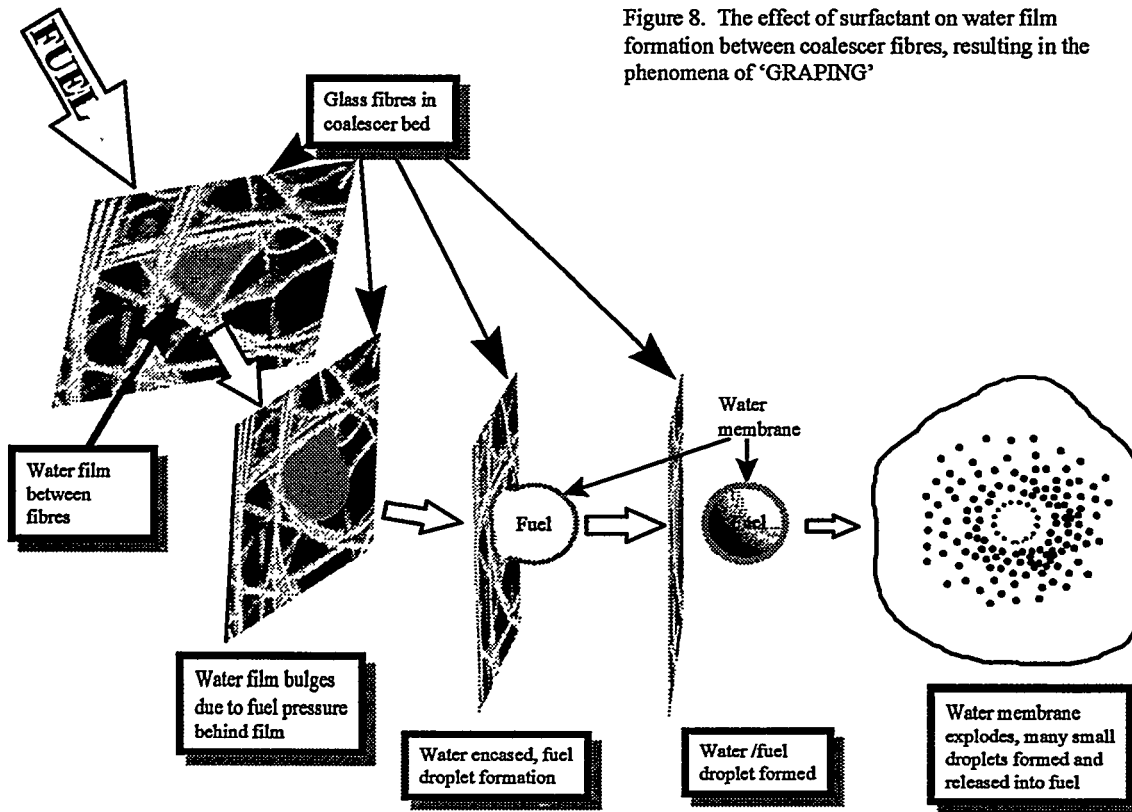 Figure 8. The effect of surfactant on water film
formation between coalescer fibres, resulting in the
phenomena of ‘GRAPING’
FUEL
Glass fibres in
coalescer bed
Water film
between
fibres
Water film bulges
due to fuel pressure
behind film
Fuel
Water encased, fuel
droplet formation
Water
membrane
Fuel
Water /fuel
droplet formed
Water membrane
explodes, many small
droplets formed and
released into fuel